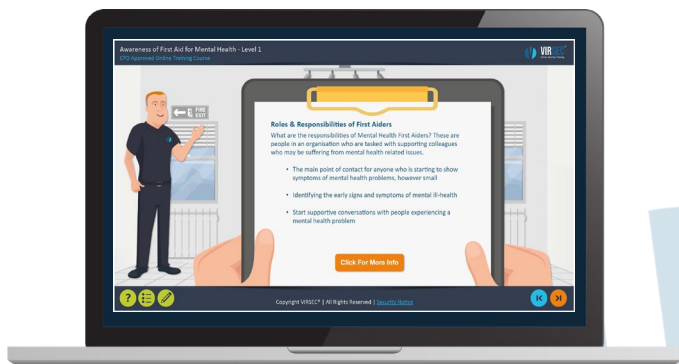 Awareness of First Aid for Mental Health - Level 1
CPD Approved Online Training Course
VIRSEC
FIRE
EXIT
Roles & Responsibilities of First Aiders
What are the responsibilities of Mental Health First Aiders? These are
people in an organisation who are tasked with supporting colleagues
who may be suffering from mental health related issues.
• The main point of contact for anyone who is starting to show
symptoms of mental health problems, however small
• Identifying the early signs and symptoms of mental ill-health
• Start supportive conversations with people experiencing a
mental health problem
Click For More Info
?
Copyright VIRSEC® | All Rights Reserved | Security Notice